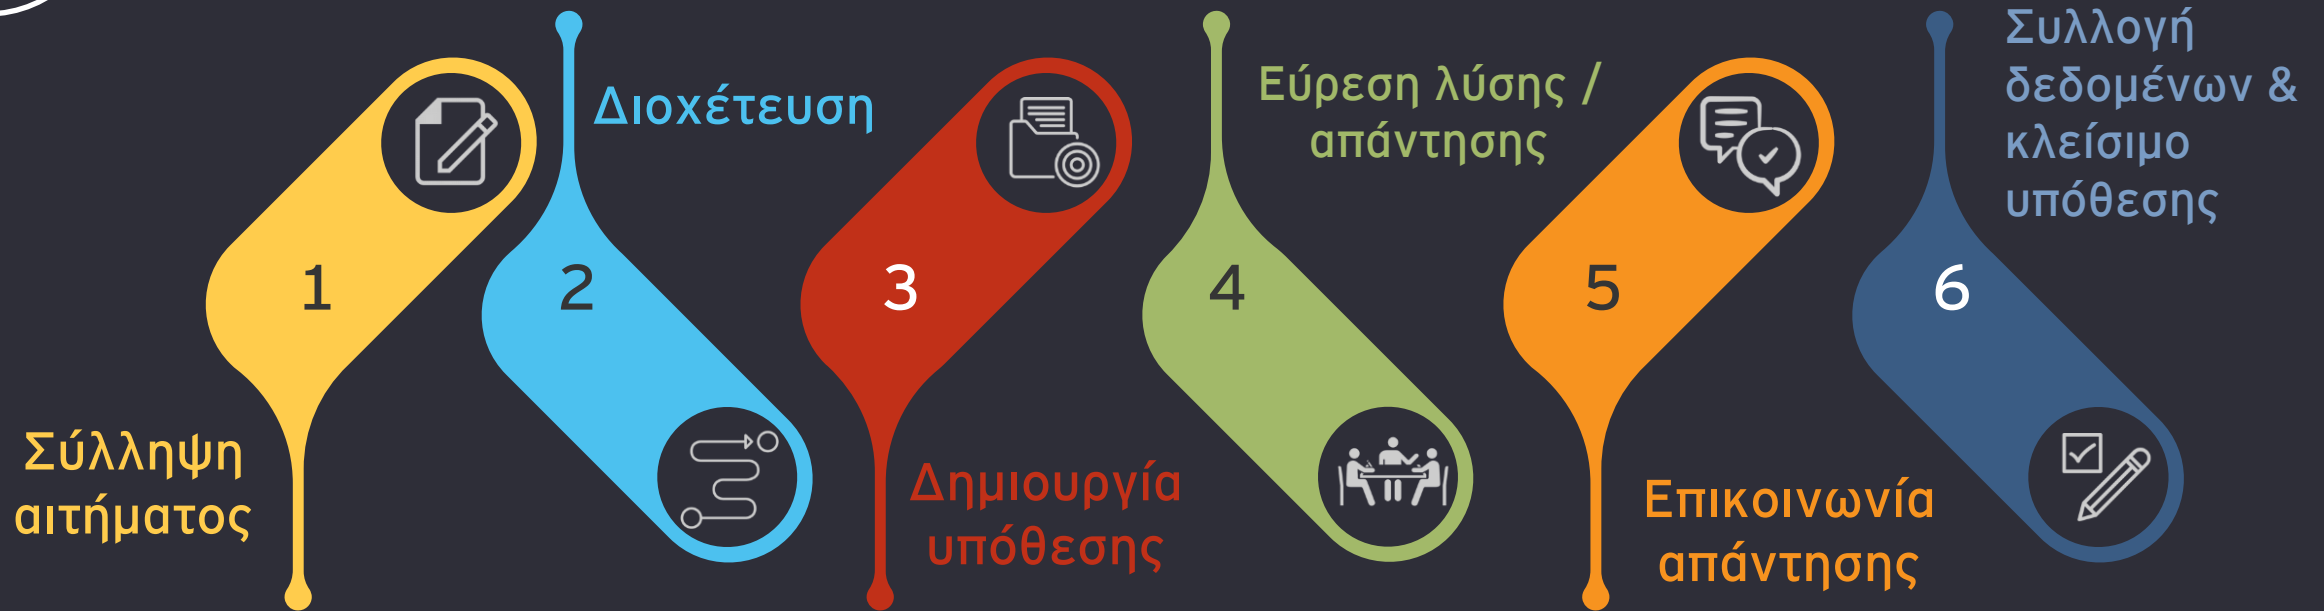 1
Σύλληψη
αιτήματος
2
Διοχέτευση
3
Δημιουργία
υπόθεσης
4
Εύρεση λύσης /
απάντησης
5
Επικοινωνία
απάντησης
6
Συλλογή
δεδομένων &
κλείσιμο
υπόθεσης